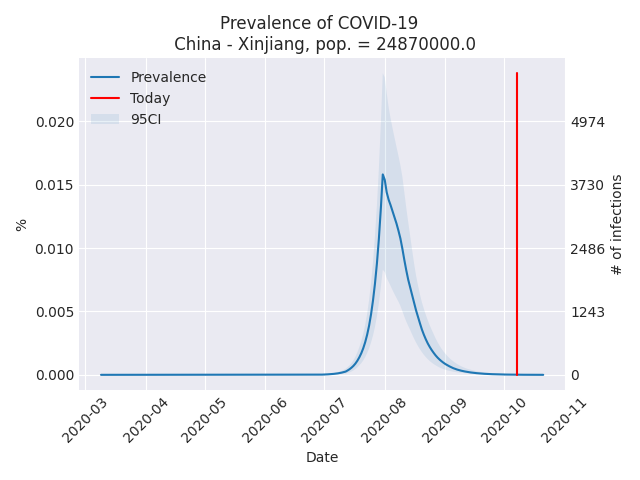 Prevalence of COVID-19
China - Xinjiang, pop. = 24870000.0
Prevalence
Today
95CI
0.020
0.015
0.010
0.005
0.000
%
4974
3730
2486
1243
0
# of infections
2020-03
2020-04
2020-05
2020-06
2020-07
2020-08
2020-09
2020-10
2020-11
Date